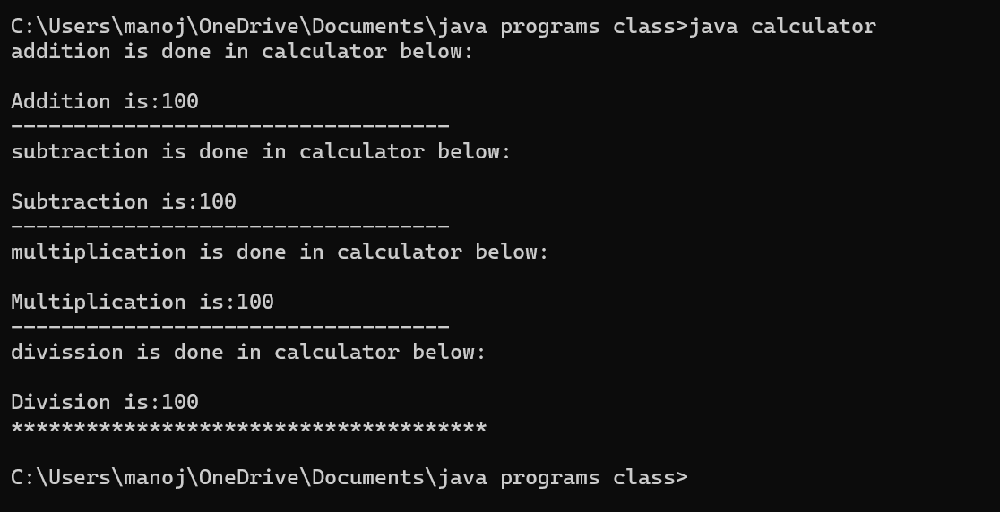 C:\Users\manoj\OneDrive\Documents\java programs class>java calculator
addition is done in calculator below:
Addition is:100
-----------------------------------
subtraction is done in calculator below:
Subtraction is:100
-----------------------------------
multiplication is done in calculator below:
Multiplication is:100
-----------------------------------
divission is done in calculator below:
Division is:100
**************************************
C:\Users\manoj\OneDrive\Documents\java programs class>